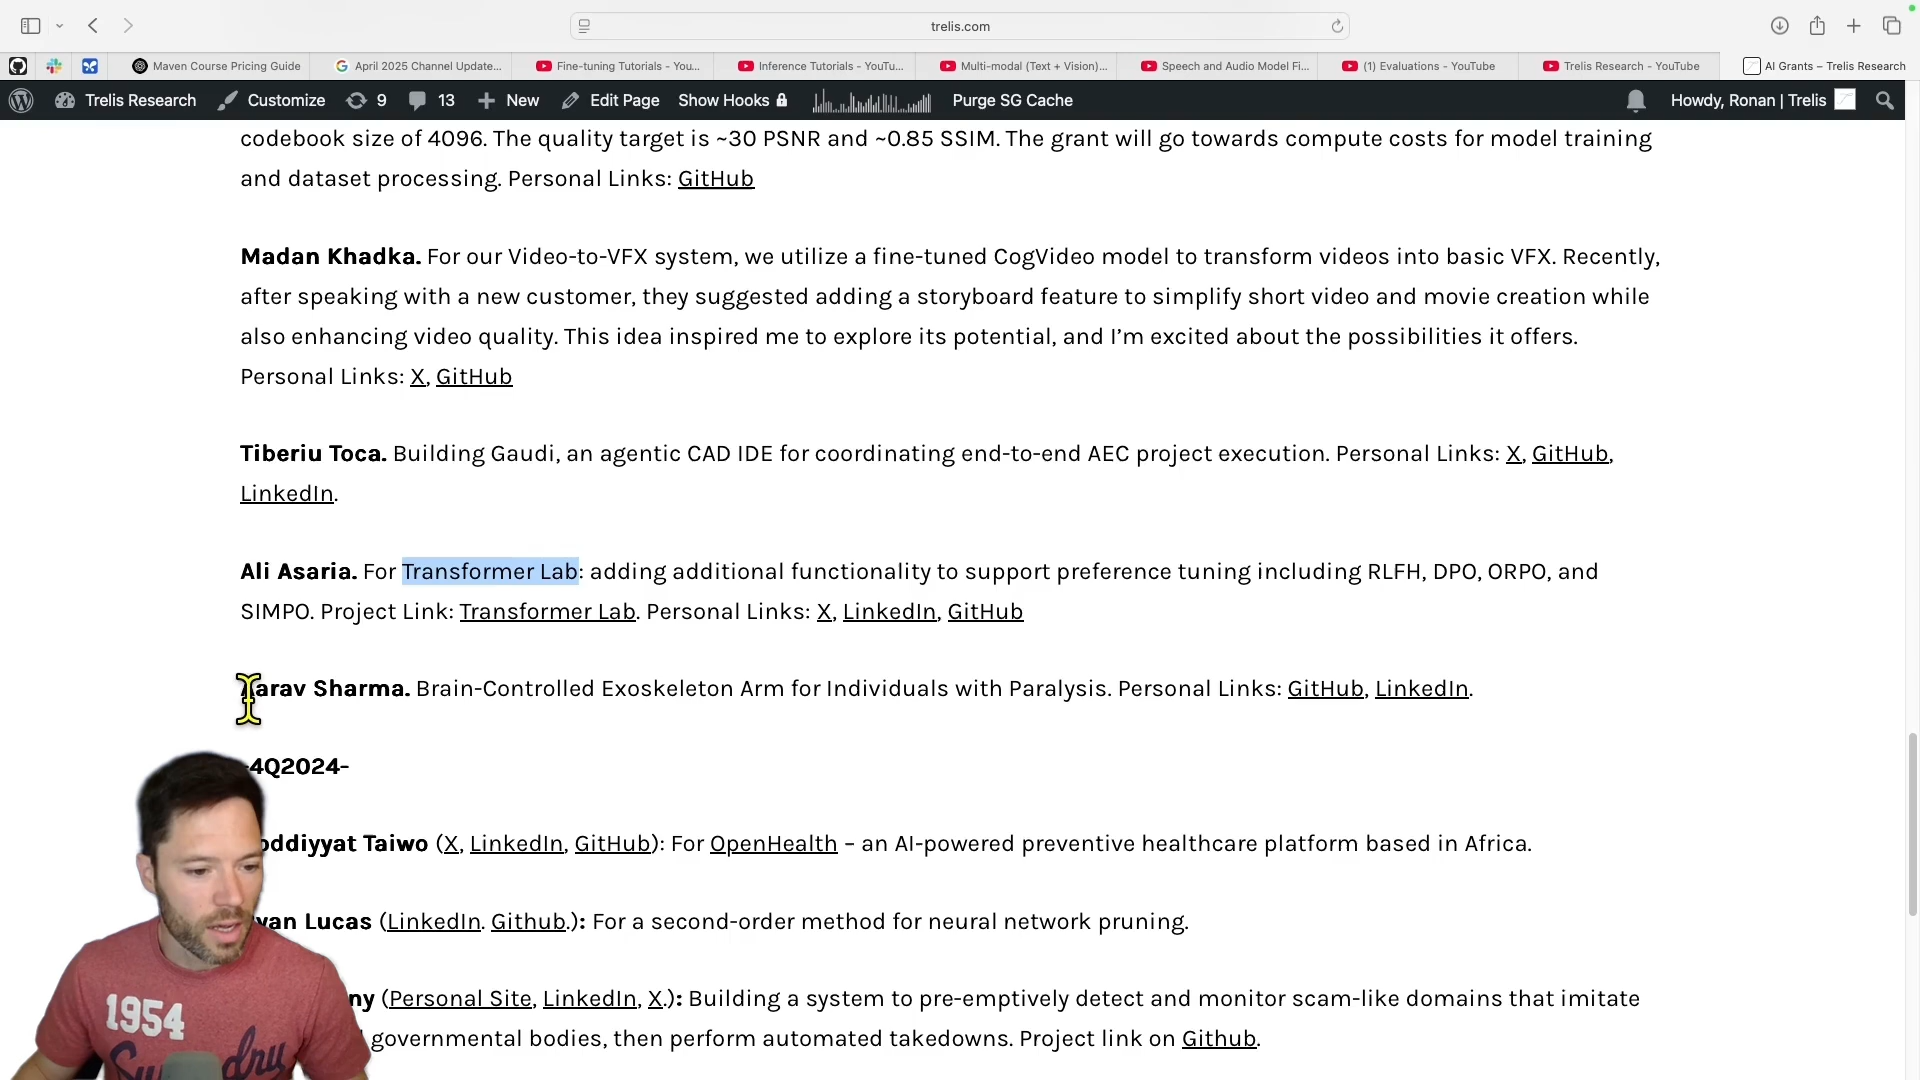 trelis.com
Maven Course Pricing Guide
April 2025 Channel Update...
Fine-tuning Tutorials - You...
Inference Tutorials - YouTu...
Multi-modal (Text + Vision)...
Speech and Audio Model Fi...
(1) Evaluations - YouTube
Trelis Research - YouTube
AI Grants – Trelis Research
Trelis Research
Customize
9
13
New
Edit Page
Show Hooks
Purge SG Cache
Howdy, Ronan | Trelis
codebook size of 4096. The quality target is ~30 PSNR and ~0.85 SSIM. The grant will go towards compute costs for model training
and dataset processing. Personal Links: GitHub
Madan Khadka. For our Video-to-VFX system, we utilize a fine-tuned CogVideo model to transform videos into basic VFX. Recently,
after speaking with a new customer, they suggested adding a storyboard feature to simplify short video and movie creation while
also enhancing video quality. This idea inspired me to explore its potential, and I’m excited about the possibilities it offers.
Personal Links: X, GitHub
Tiberiu Toca. Building Gaudi, an agentic CAD IDE for coordinating end-to-end AEC project execution. Personal Links: X, GitHub,
LinkedIn.
Ali Asaria. For Transformer Lab: adding additional functionality to support preference tuning including RLFH, DPO, ORPO, and
SIMPO. Project Link: Transformer Lab. Personal Links: X, LinkedIn, GitHub
Aarav Sharma. Brain-Controlled Exoskeleton Arm for Individuals with Paralysis. Personal Links: GitHub, LinkedIn.
-4Q2024-
Taiwo (X, LinkedIn, GitHub): For OpenHealth – an AI-powered preventive healthcare platform based in Africa.
Lucas (LinkedIn. Github.): For a second-order method for neural network pruning.
(Personal Site, LinkedIn, X.): Building a system to pre-emptively detect and monitor scam-like domains that imitate
governmental bodies, then perform automated takedowns. Project link on Github.
1954